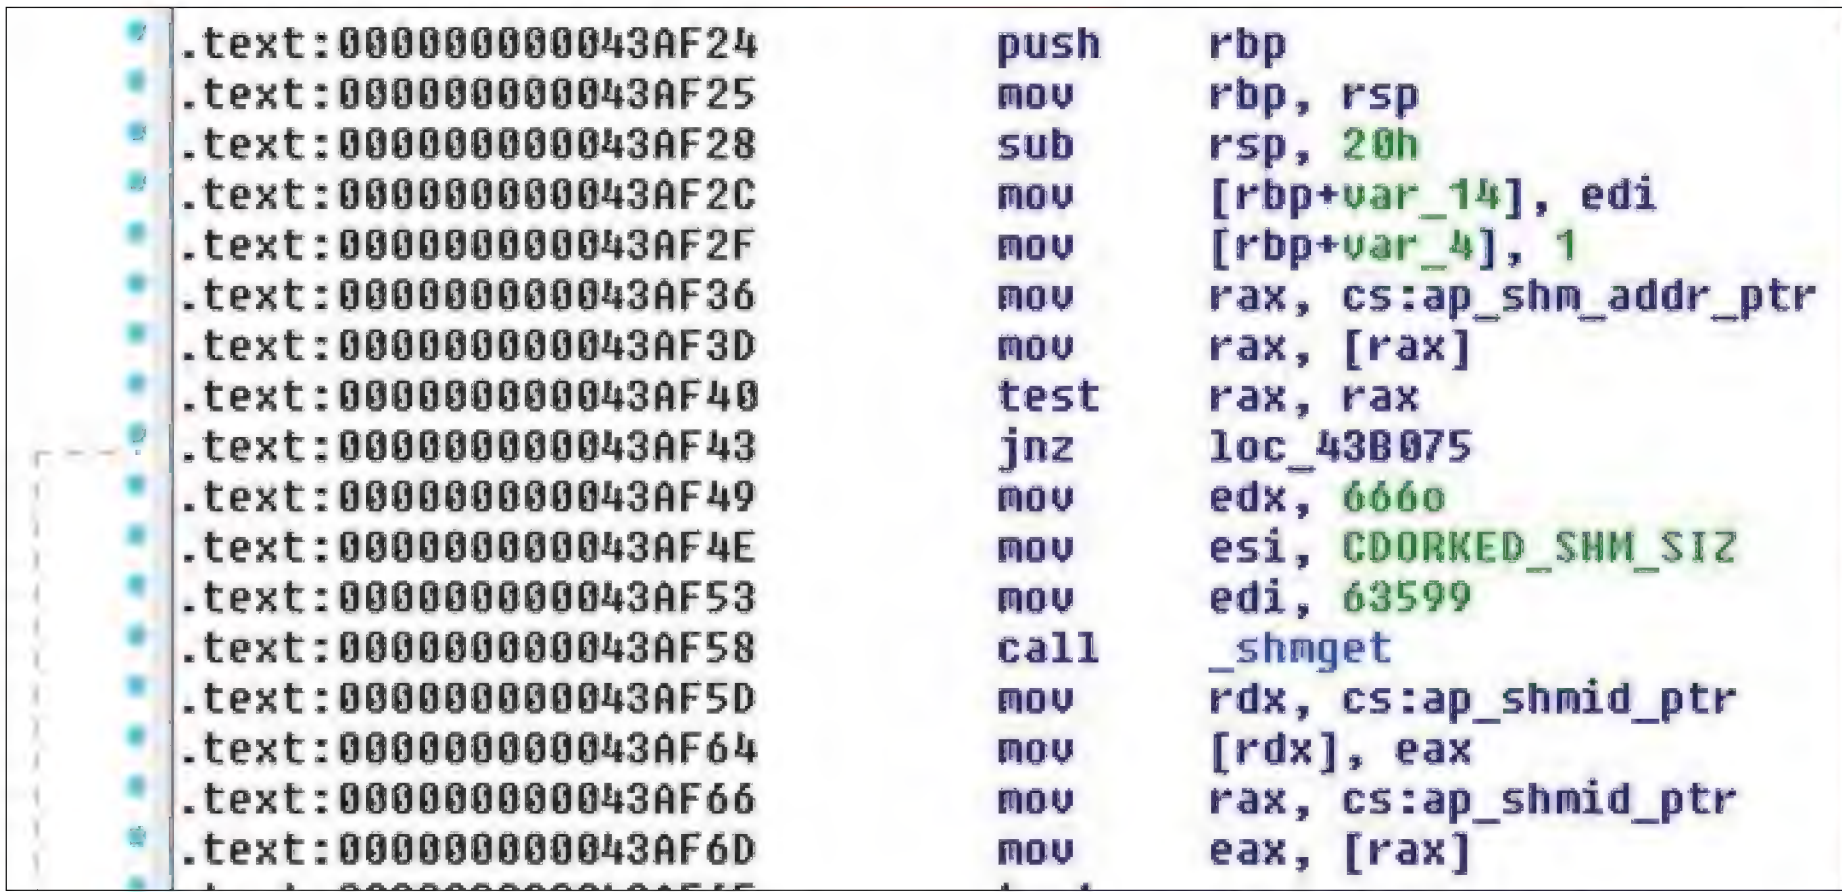 .text:000000000043AF24 push rbp
.text:000000000043AF25 mov rbp, rsp
.text:000000000043AF28 sub rsp, 20h
.text:000000000043AF2C mov [rbp+var_14], edi
.text:000000000043AF2F mov [rbp+var_4], 1
.text:000000000043AF36 mov rax, cs:ap_shm_addr_ptr
.text:000000000043AF3D mov rax, [rax]
.text:000000000043AF40 test rax, rax
.text:000000000043AF43 jnz loc_43B075
.text:000000000043AF49 mov edx, 666o
.text:000000000043AF4E mov esi, CDORKED_SHM_SIZ
.text:000000000043AF53 mov edi, 63599
.text:000000000043AF58 call _shmget
.text:000000000043AF5D mov rdx, cs:ap_shmid_ptr
.text:000000000043AF64 mov [rdx], eax
.text:000000000043AF66 mov rax, cs:ap_shmid_ptr
.text:000000000043AF6D mov eax, [rax]